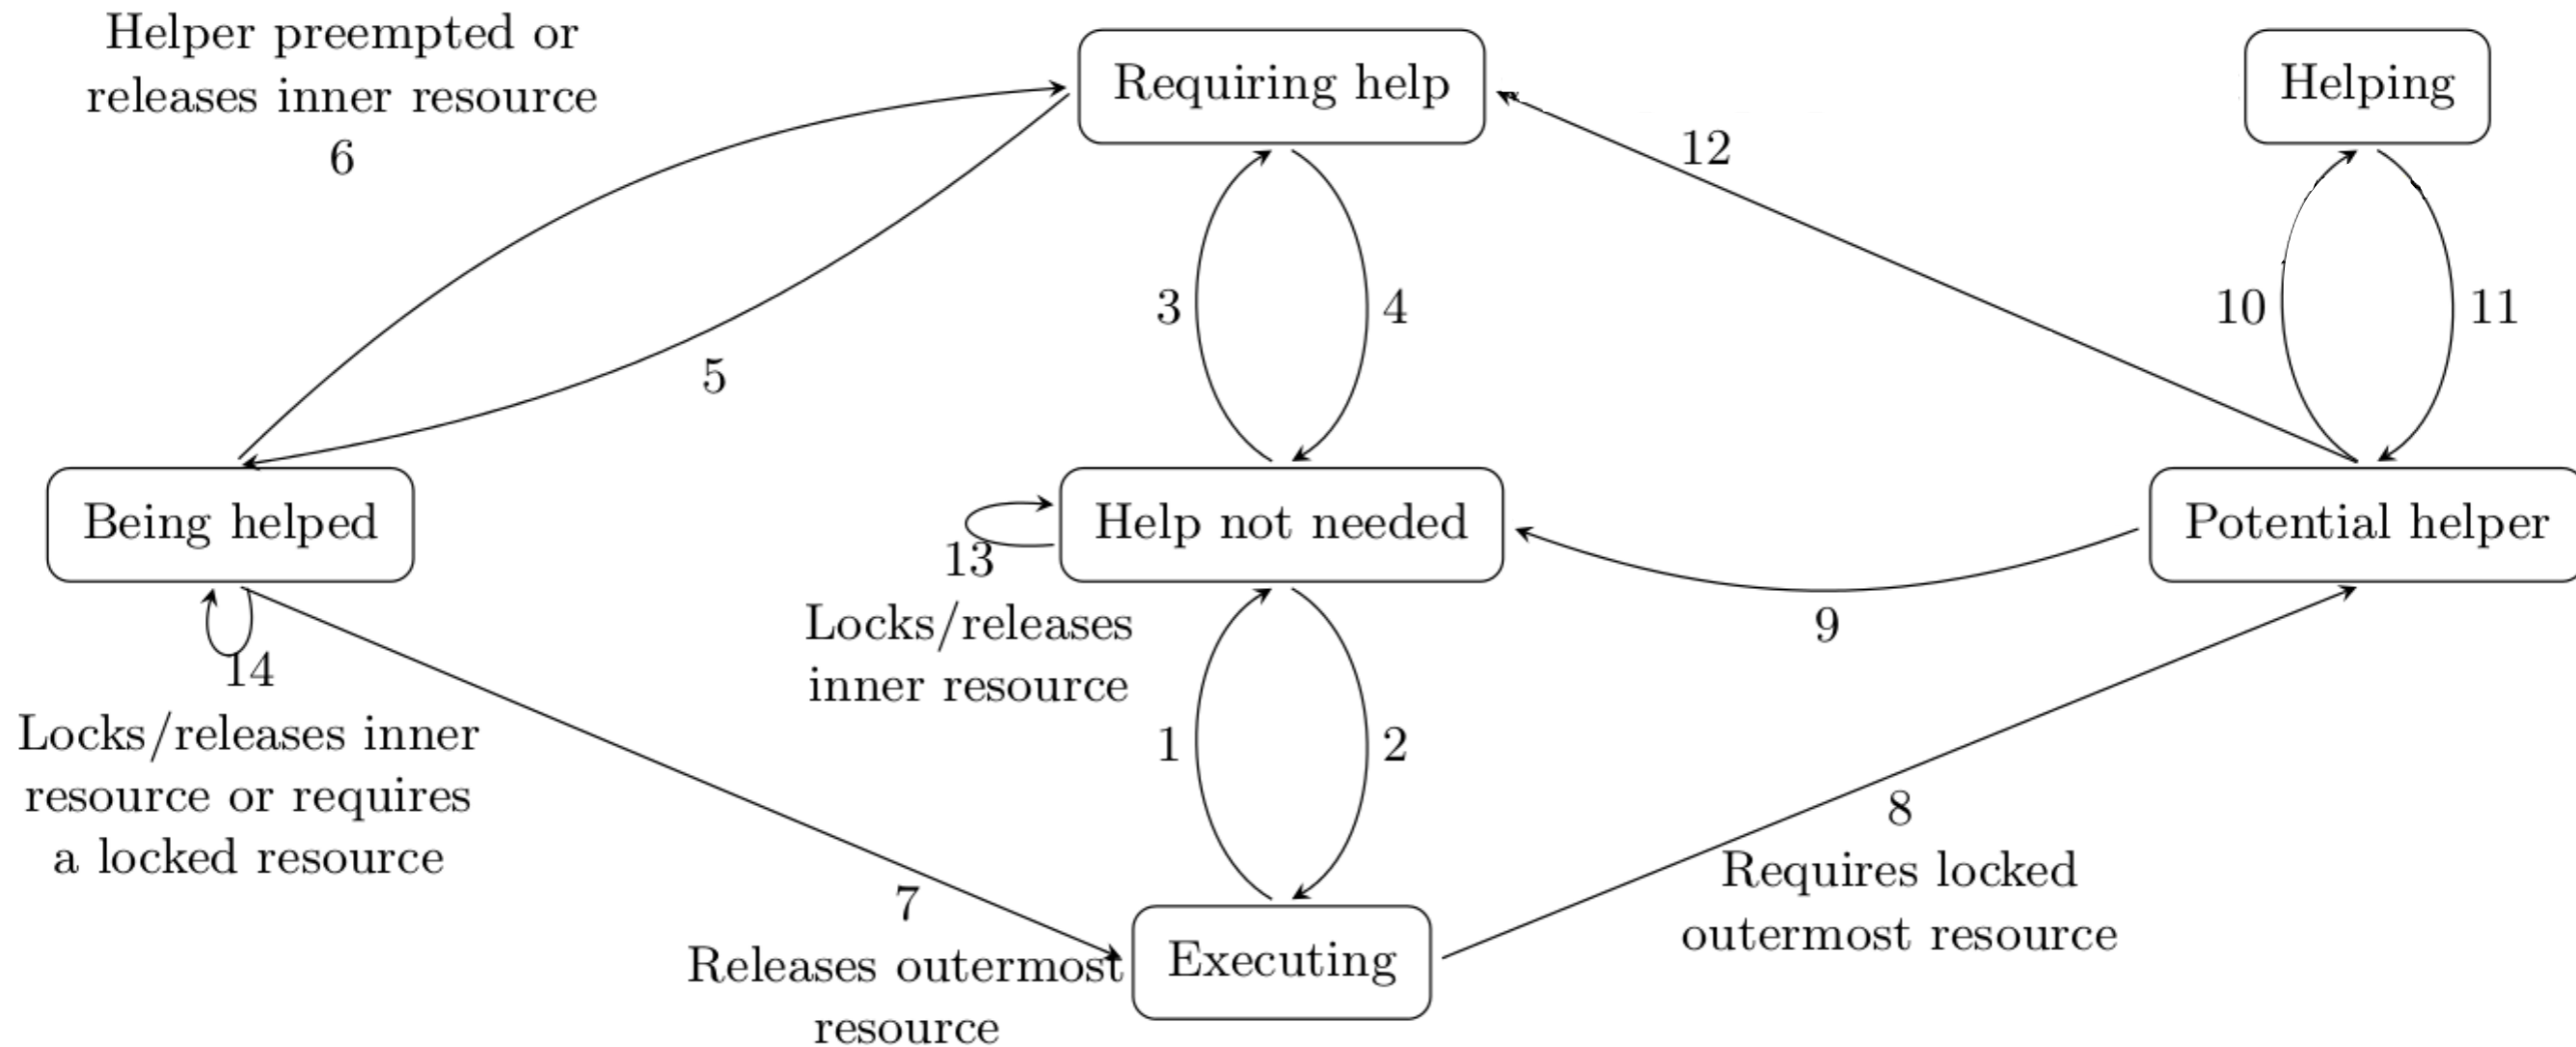 Helper preempted or
releases inner resource
6
Requiring help
Helping
12
3
4
10
11
5
Being helped
Help not needed
Potential helper
13
Locks/releases
inner resource
9
14
Locks/releases inner
resource or requires
a locked resource
1
2
8
Requires locked
outermost resource
7
Releases outermost
resource
Executing